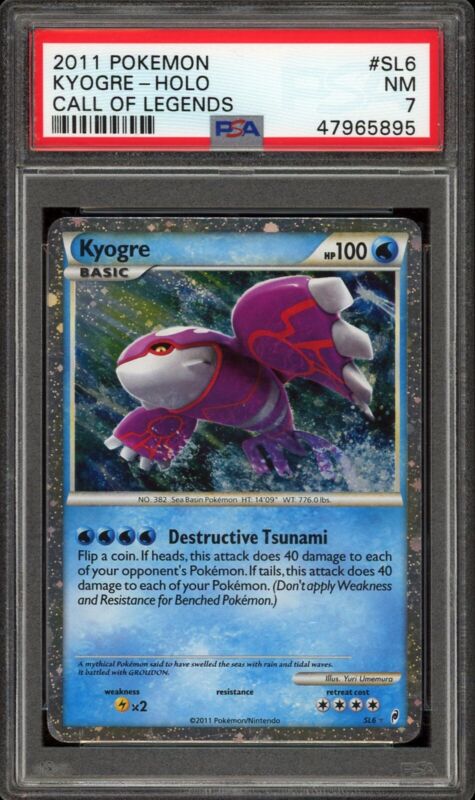 2011 POKEMON #SL6
KYOGRE-HOLO NM
CALL OF LEGENDS 7
PSA 47965895
Kyogre HP100
BASIC
NO. 382 Sea Basin Pokémon HT: 14'09" WT: 776.0 lbs.
Destructive Tsunami
Flip a coin. If heads, this attack does 40 damage to each
of your opponent's Pokémon. If tails, this attack does 40
damage to each of your Pokémon. (Don't apply Weakness
and Resistance for Benched Pokémon.)
A mythical Pokémon said to have swelled the seas with rain and tidal waves.
It battled with GROUDON.
Illus. Yuri Umemura
weakness resistance retreat cost
×2
©2011 Pokémon/Nintendo SL6